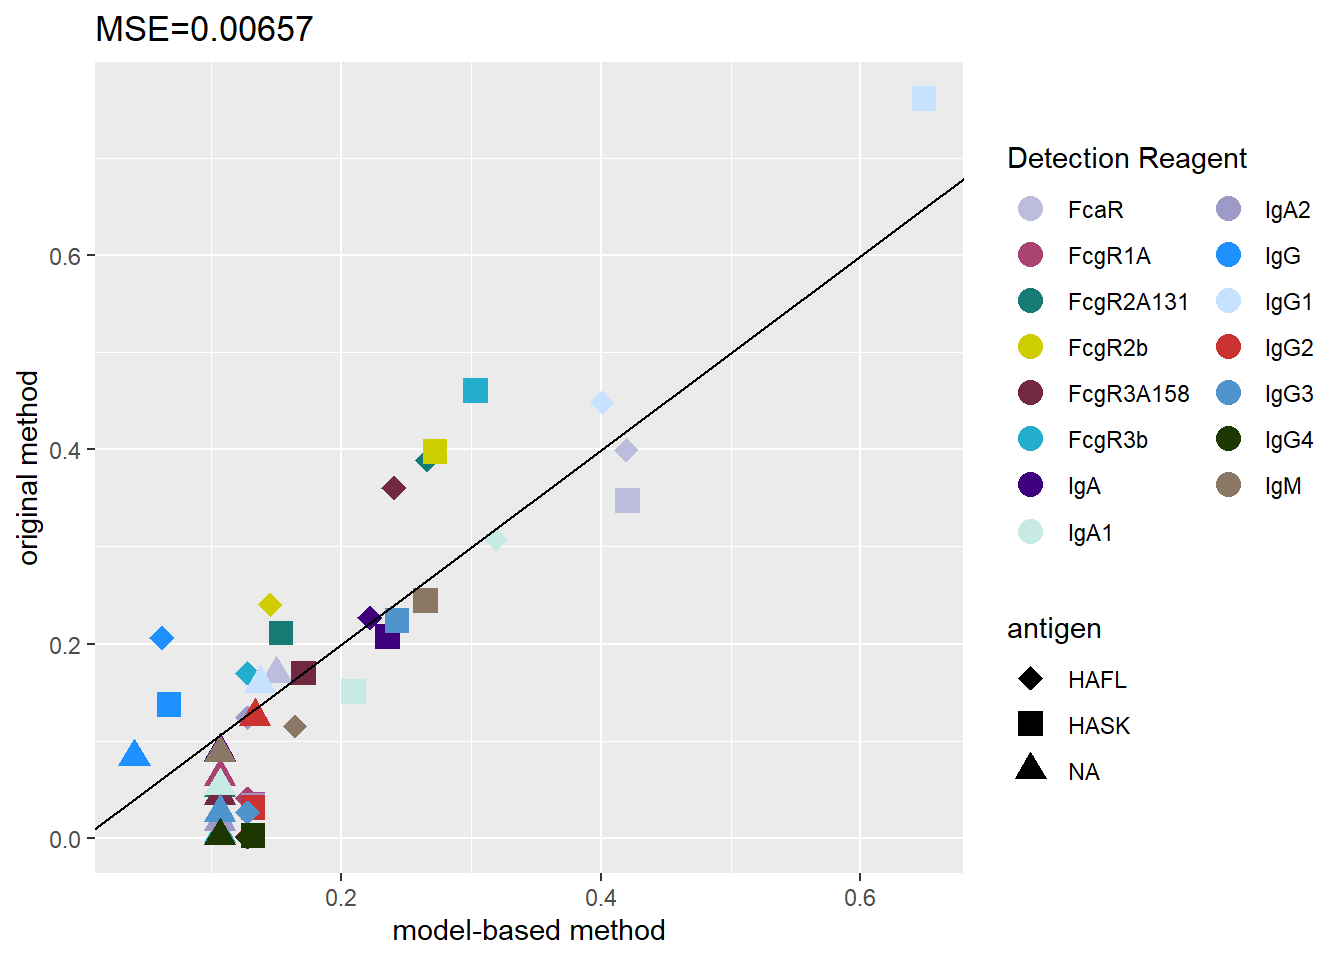 MSE=0.00657
0.6
0.4
0.2
0.0
original method
0.2
0.4
0.6
model-based method
Detection Reagent
FcaR
FcgR1A
FcgR2A131
FcgR2b
FcgR3A158
FcgR3b
IgA
IgA1
IgA2
IgG
IgG1
IgG2
IgG3
IgG4
IgM
antigen
HAFL
HASK
NA